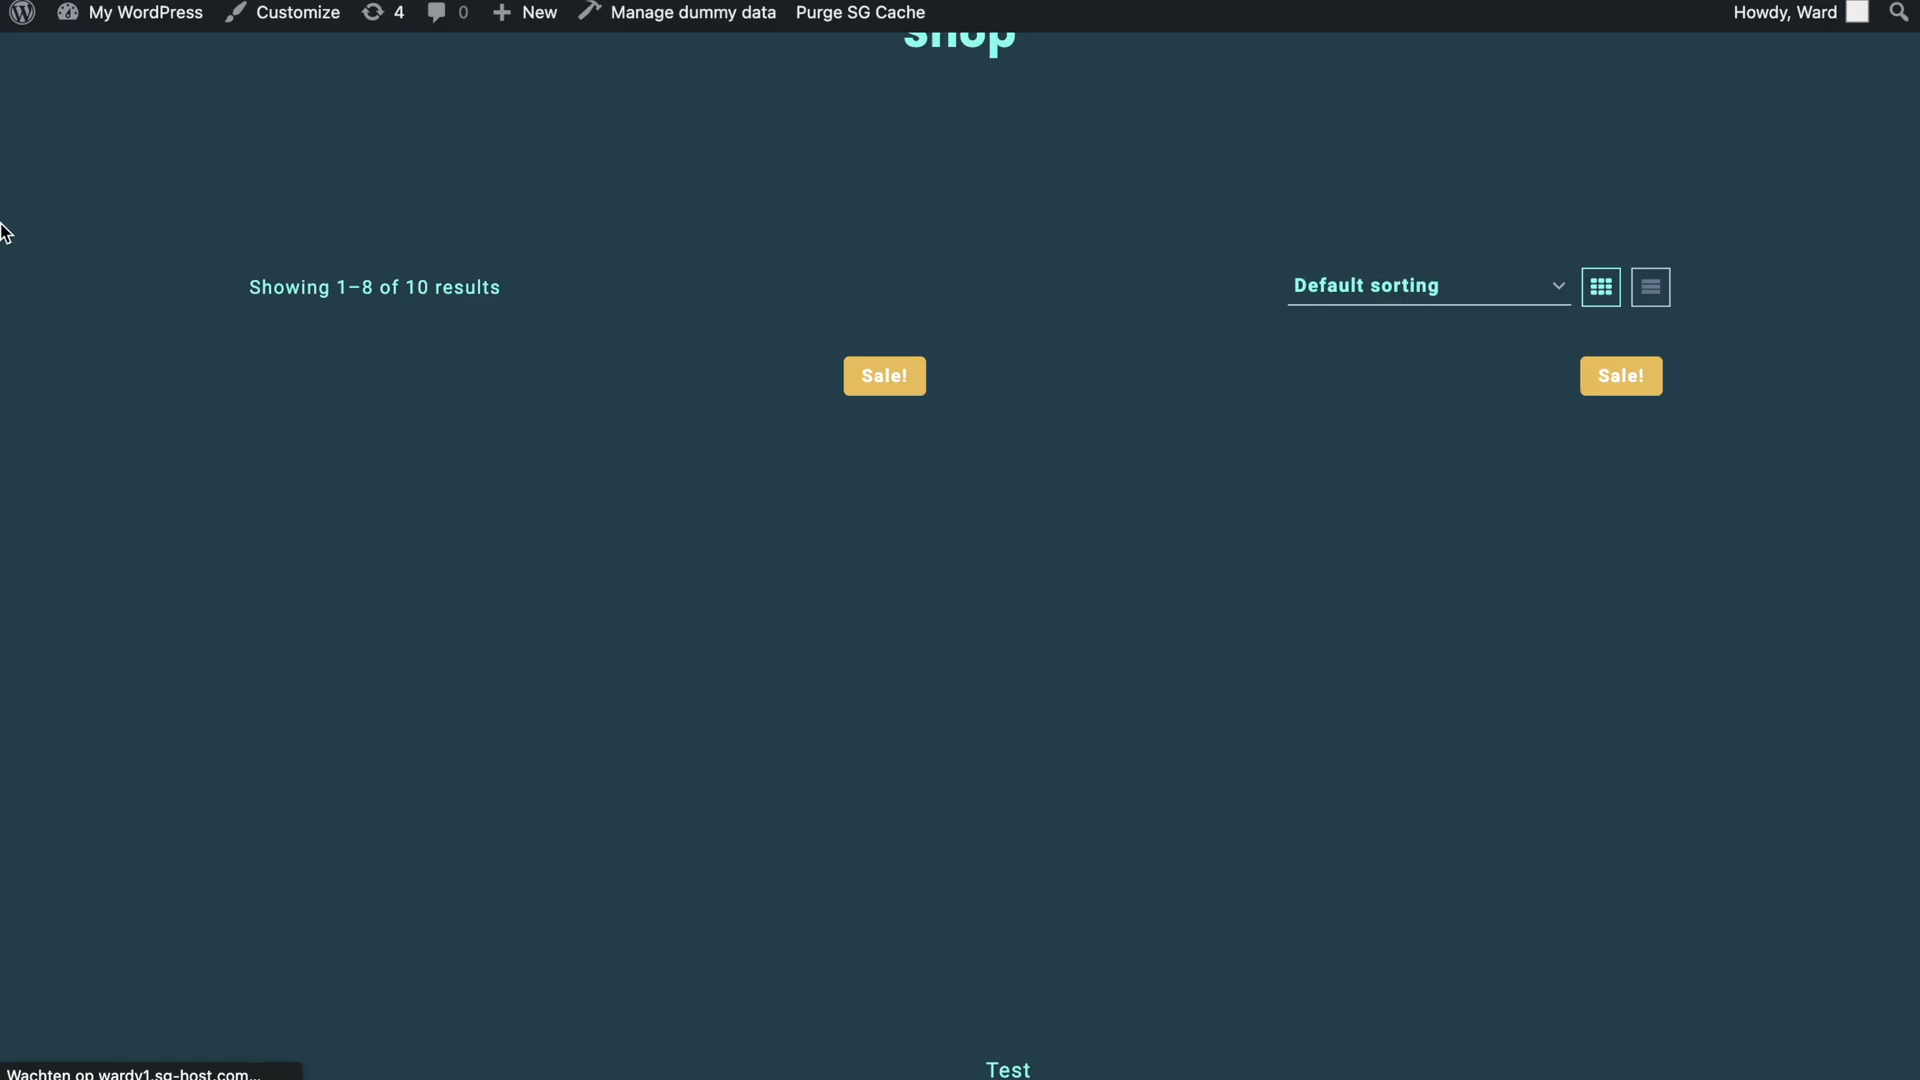 My WordPress Customize 4 0 New Manage dummy data Purge SG Cache Howdy, Ward
shop
Showing 1–8 of 10 results
Default sorting
Sale! Sale!
Test
Wachten op wardy1.sg-host.com...